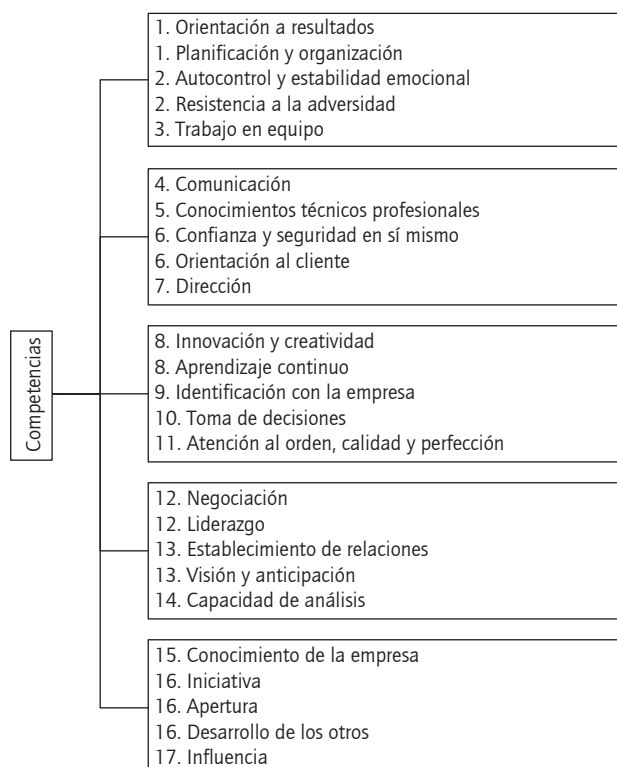 Competencias
1. Orientación a resultados
1. Planificación y organización
2. Autocontrol y estabilidad emocional
2. Resistencia a la adversidad
3. Trabajo en equipo
4. Comunicación
5. Conocimientos técnicos profesionales
6. Confianza y seguridad en sí mismo
6. Orientación al cliente
7. Dirección
8. Innovación y creatividad
8. Aprendizaje continuo
9. Identificación con la empresa
10. Toma de decisiones
11. Atención al orden, calidad y perfección
12. Negociación
12. Liderazgo
13. Establecimiento de relaciones
13. Visión y anticipación
14. Capacidad de análisis
15. Conocimiento de la empresa
16. Iniciativa
16. Apertura
16. Desarrollo de los otros
17. Influencia